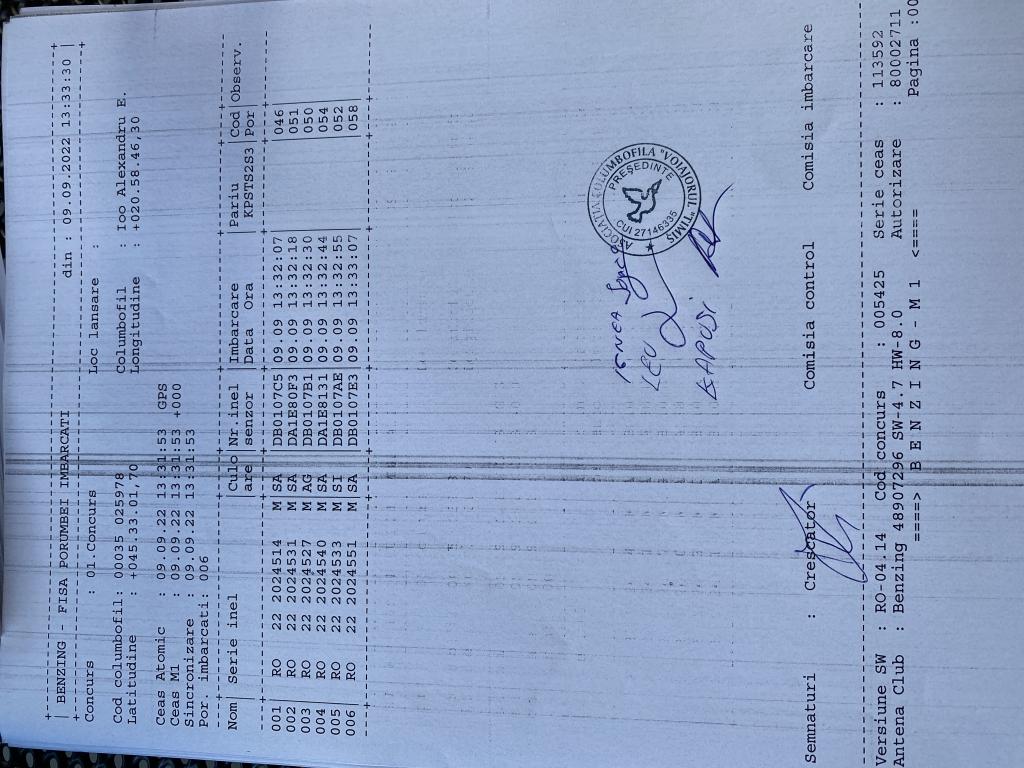 BENZING - FISA PORUMBEI IMBARCATI din : 09.09.2022 13:33:30
Concurs : 01.Concurs Loc lansare :
Cod columbofil: 00035 025978 Columbofil : Ioo Alexandru E.
Latitudine : +045.33.01,70 Longitudine : +020.58.46,30
Ceas Atomic : 09.09.22 13:31:53 GPS
Ceas M1 : 09.09.22 13:31:53 +000
Sincronizare : 09.09.22 13:31:53
Por. imbarcati: 006
Nom| Serie inel Culo Nr.inel Imbarcare Pariu Cod Observ.
are senzor Data Ora KPSTS2S3 Por
001 RO 22 2024514 M SA DB0107C5 09.09 13:32:07 046
002 RO 22 2024531 M SA DA1E80F3 09.09 13:32:18 051
003 RO 22 2024527 M AG DB0107B1 09.09 13:32:30 050
004 RO 22 2024540 M SA DA1E8131 09.09 13:32:44 054
005 RO 22 2024533 M SI DB0107AE 09.09 13:32:55 052
006 RO 22 2024551 M SA DB0107E3 09.09 13:33:07 058
ASOCIATIA COLUMBOFILA "VOIAJORUL" TIMIS
PREȘEDINTE
CUI 27146335
LEU
KAPUSI
Semnaturi : Crescator Comisia control Comisia imbarcare
Versiune SW : RO-04.14 Cod concurs : 005425 Serie ceas : 113592
Antena Club : Benzing 48907296 SW-4.7 HW-8.0 Autorizare : 80002711
====> B E N Z I N G - M 1 <==== Pagina :00